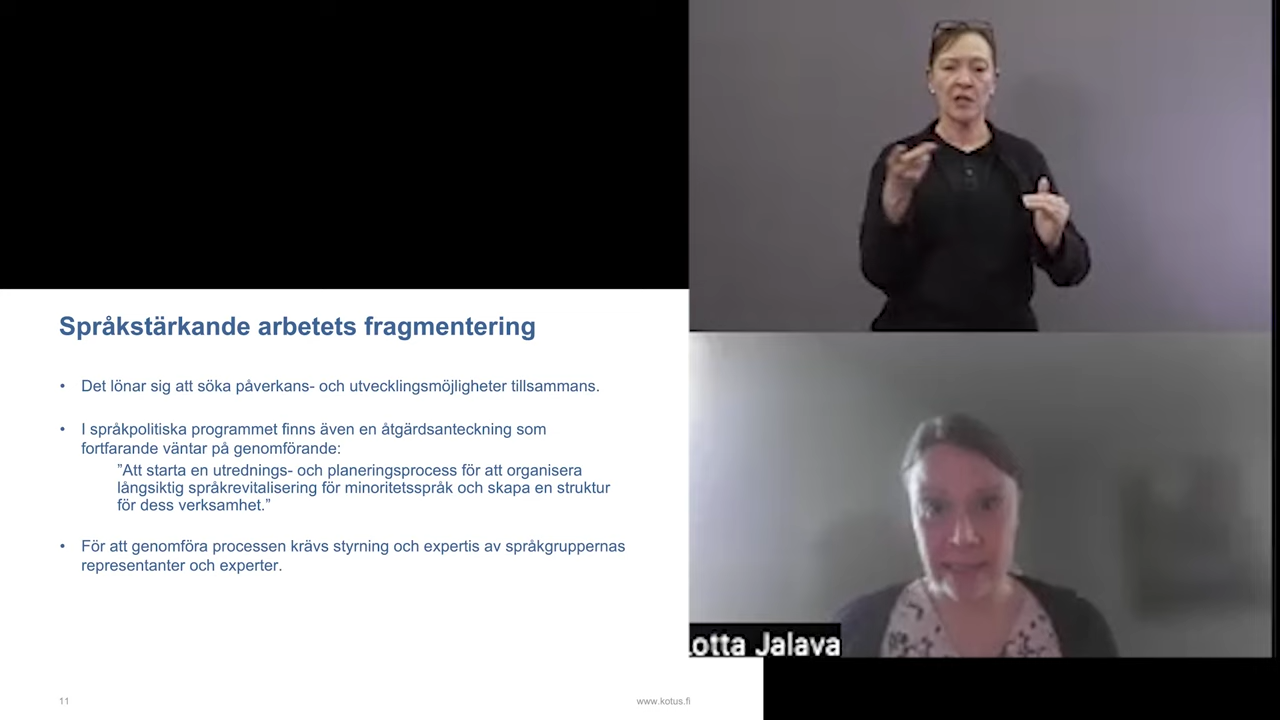 Språkstärkande arbetets fragmentering
• Det lönar sig att söka påverkans- och utvecklingsmöjligheter tillsammans.
• I språkpolitiska programmet finns även en åtgärdsanteckning som
fortfarande väntar på genomförande:
”Att starta en utrednings- och planeringsprocess för att organisera
långsiktig språkrevitalisering för minoritetsspråk och skapa en struktur
för dess verksamhet.”
• För att genomföra processen krävs styrning och expertis av språkgruppernas
representanter och experter.
11
www.kotus.fi
Lotta Jalava